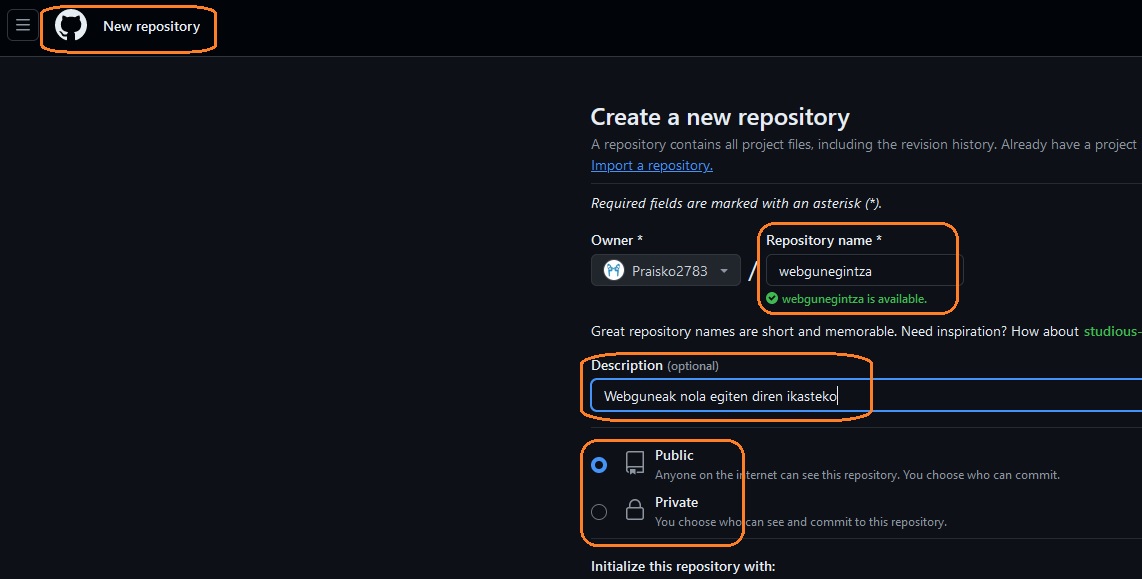 New repository
Create a new repository
A repository contains all project files, including the revision history. Already have a project
Import a repository.
Required fields are marked with an asterisk (*).
Owner *
Repository name *
Praisko2783
/
webgunegintza
webgunegintza is available.
Great repository names are short and memorable. Need inspiration? How about studious-
Description (optional)
Webguneak nola egiten diren ikasteko
Public
Anyone on the internet can see this repository. You choose who can commit.
Private
You choose who can see and commit to this repository.
Initialize this repository with: